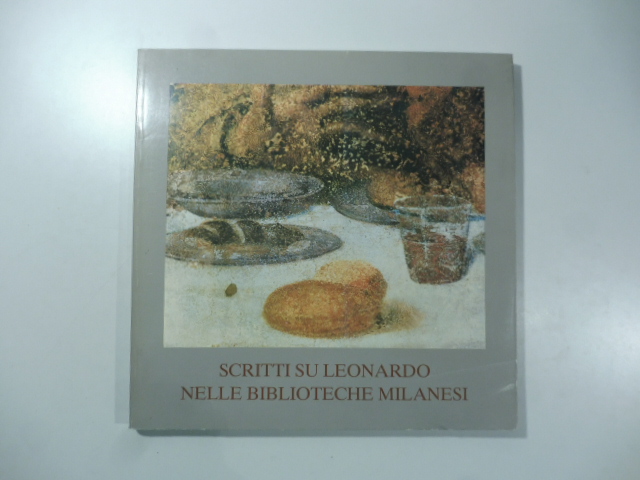 SCRITTI SU LEONARDO
NELLE BIBLIOTECHE MILANESI